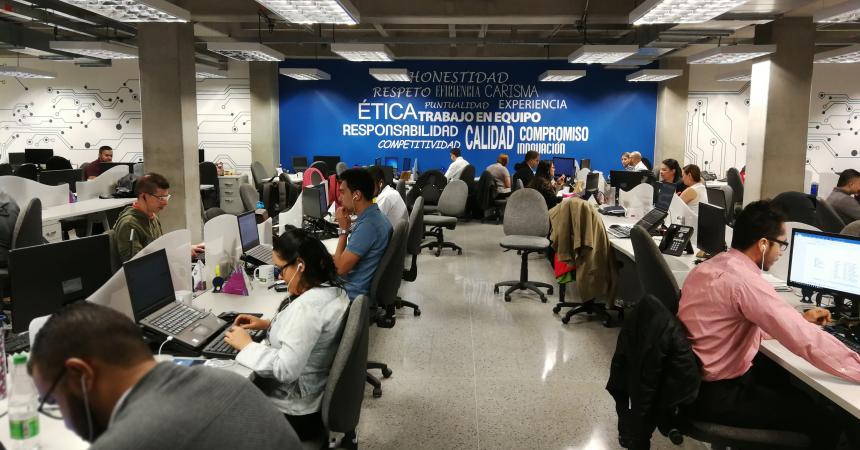 HONESTIDAD
RESPETO EFICIENCIA CARISMA
ÉTICA PUNTUALIDAD EXPERIENCIA
TRABAJO EN EQUIPO
RESPONSABILIDAD CALIDAD COMPROMISO
COMPETITIVIDAD INNOVACIÓN